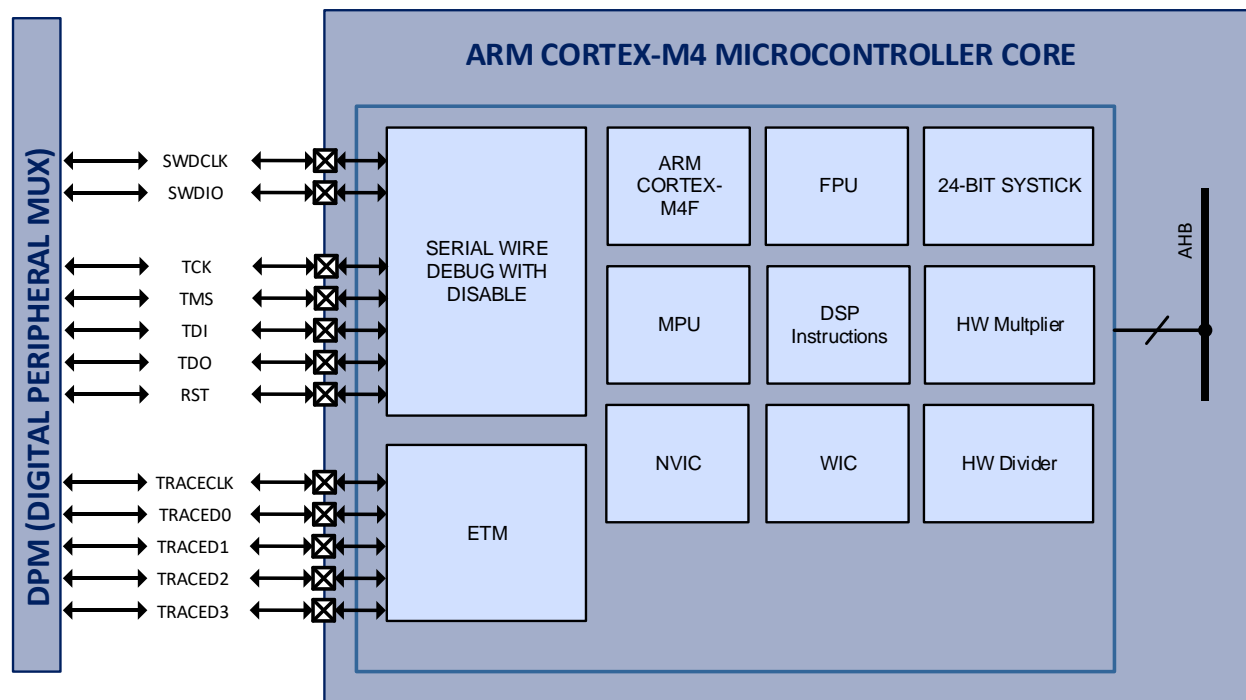 DPM (DIGITAL PERIPHERAL MUX)
ARM CORTEX-M4 MICROCONTROLLER CORE
SWDCLK
SWDIO
TCK
TMS
TDI
TDO
RST
TRACECLK
TRACED0
TRACED1
TRACED2
TRACED3
SERIAL WIRE
DEBUG WITH
DISABLE
ETM
ARM
CORTEX-
M4F
FPU
24-BIT SYSTICK
MPU
DSP
Instructions
HW Multplier
NVIC
WIC
HW Divider
AHB